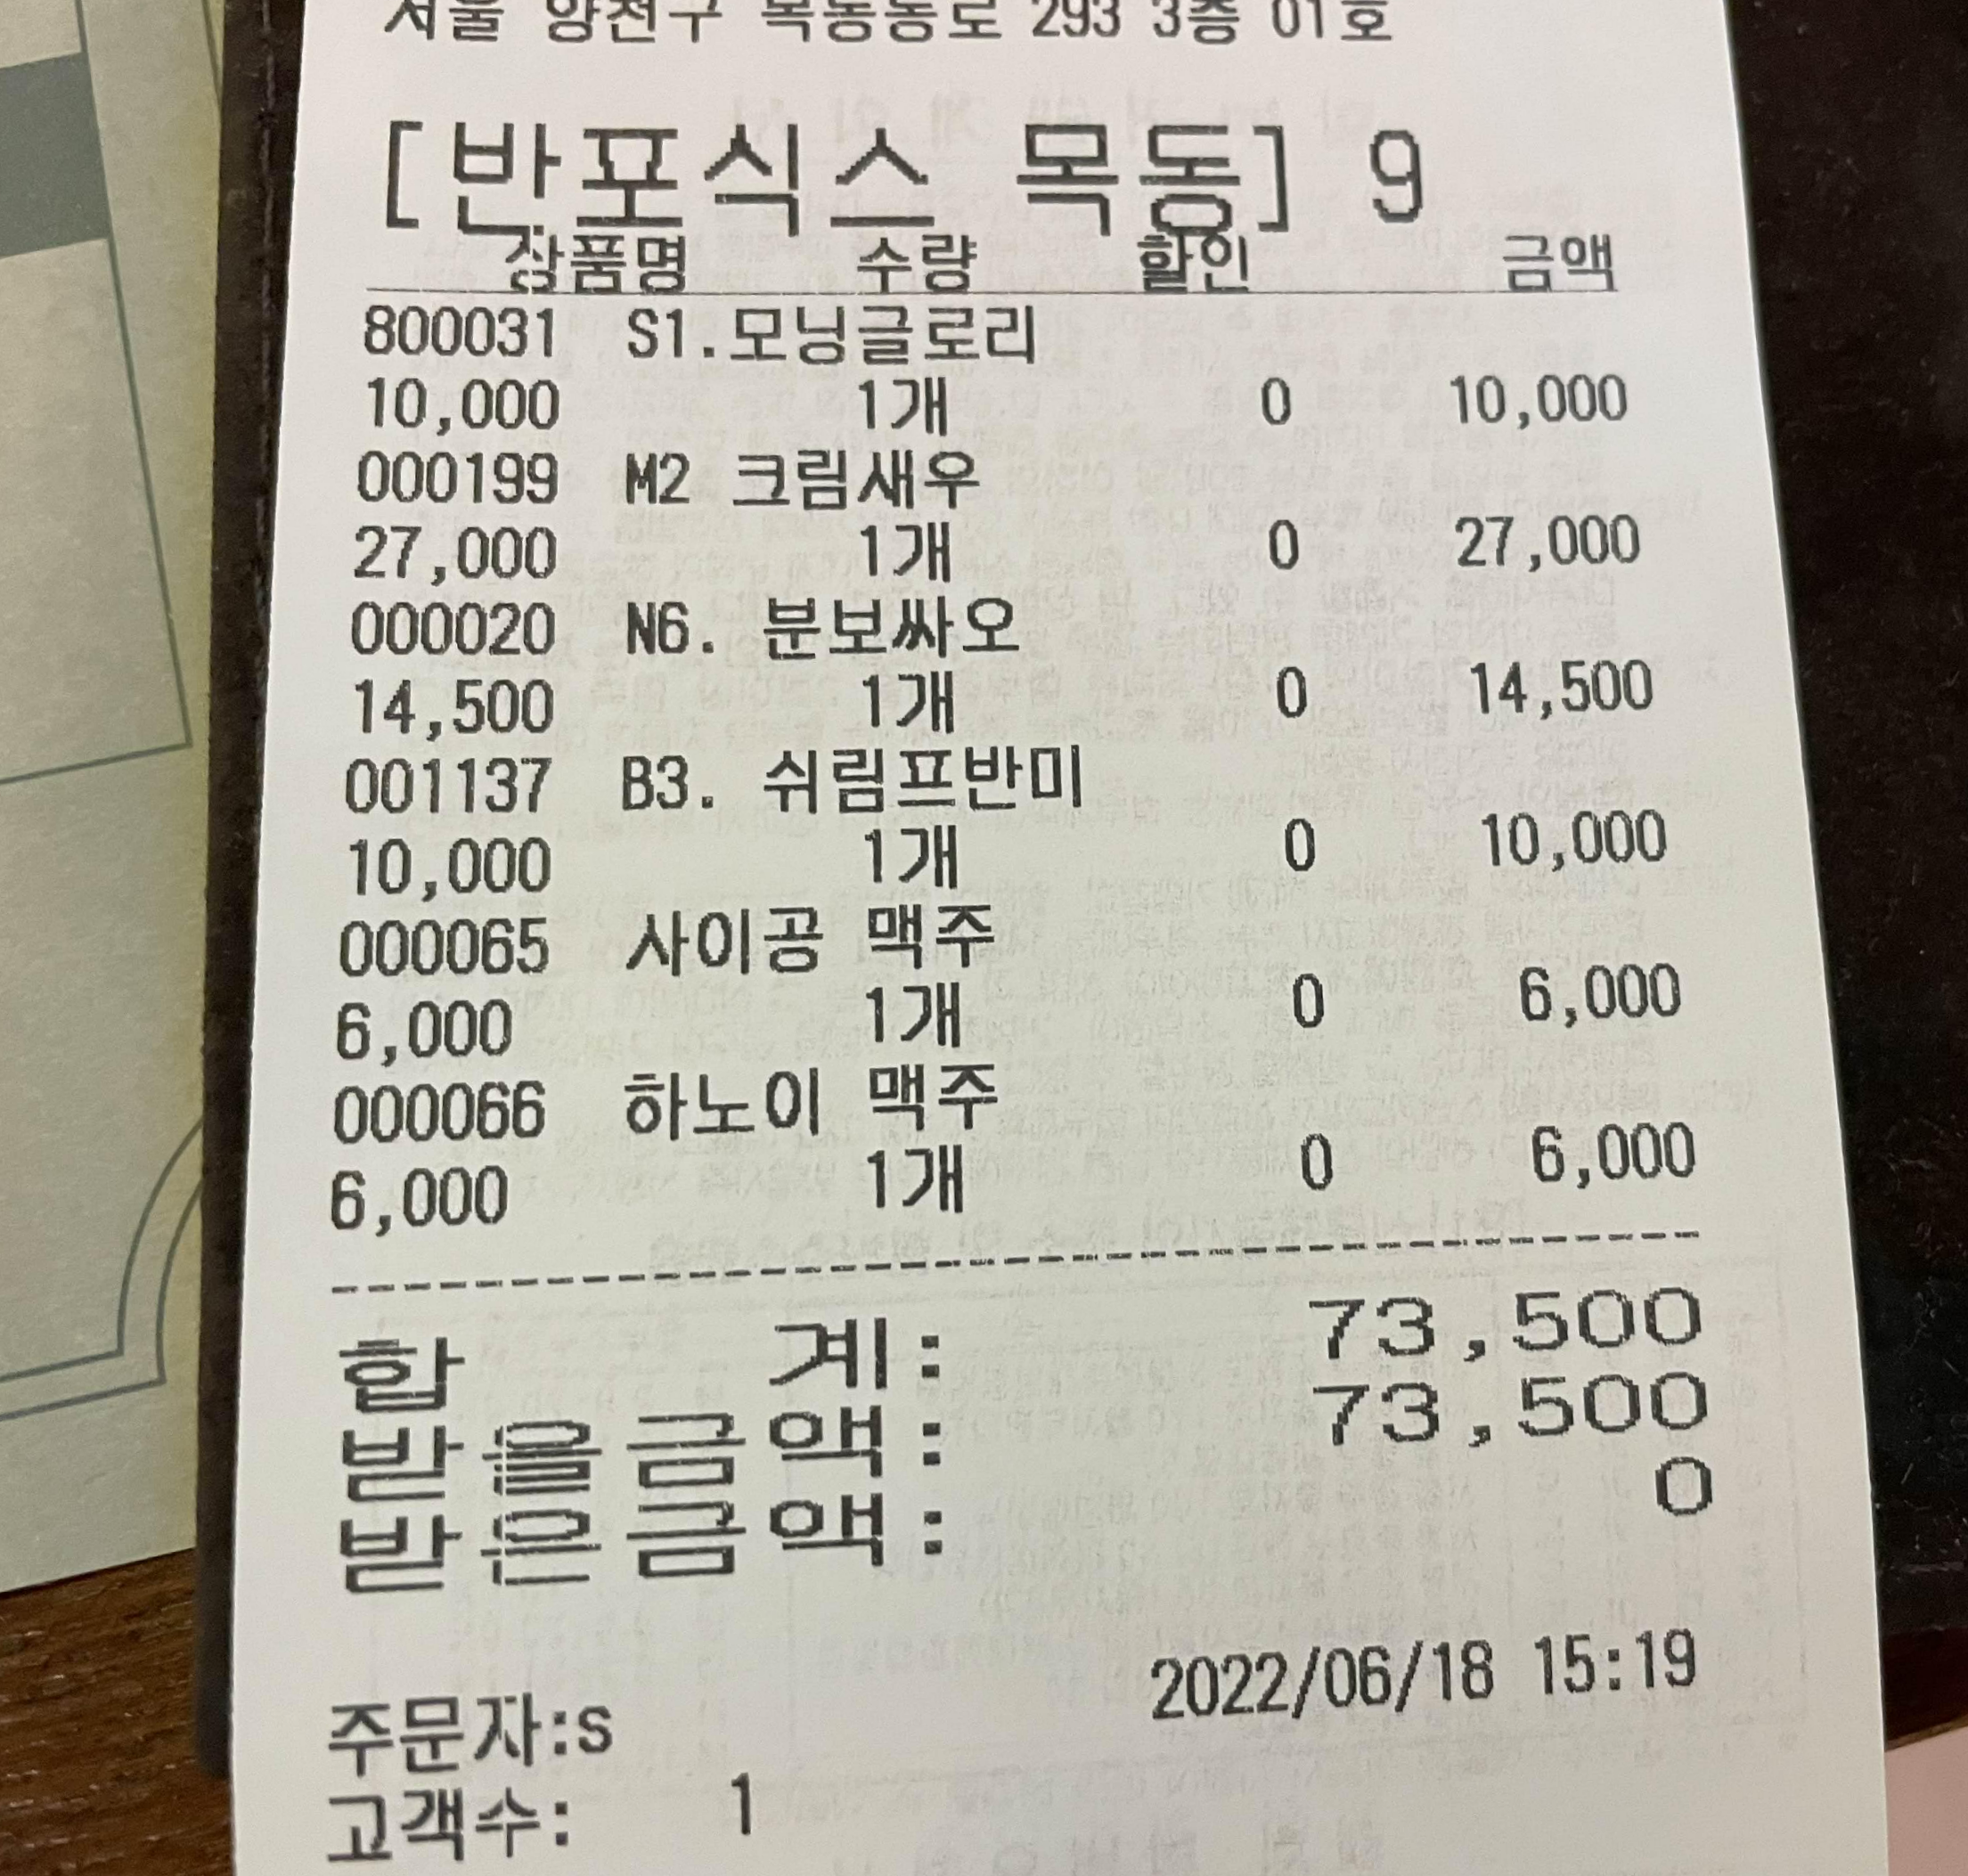 서울 양천구 목동동로 293 3층 01호
[반포식스 목동] 9
상품명 수량 할인 금액
800031 S1.모닝글로리
10,000 1개 0 10,000
000199 M2 크림새우
27,000 1개 0 27,000
000020 N6. 분보싸오
14,500 1개 0 14,500
001137 B3. 쉬림프반미
10,000 1개 0 10,000
000065 사이공 맥주
6,000 1개 0 6,000
000066 하노이 맥주
6,000 1개 0 6,000
합 계: 73,500
받을금액: 73,500
받은금액: 0
2022/06/18 15:19
주문자:s
고객수: 1